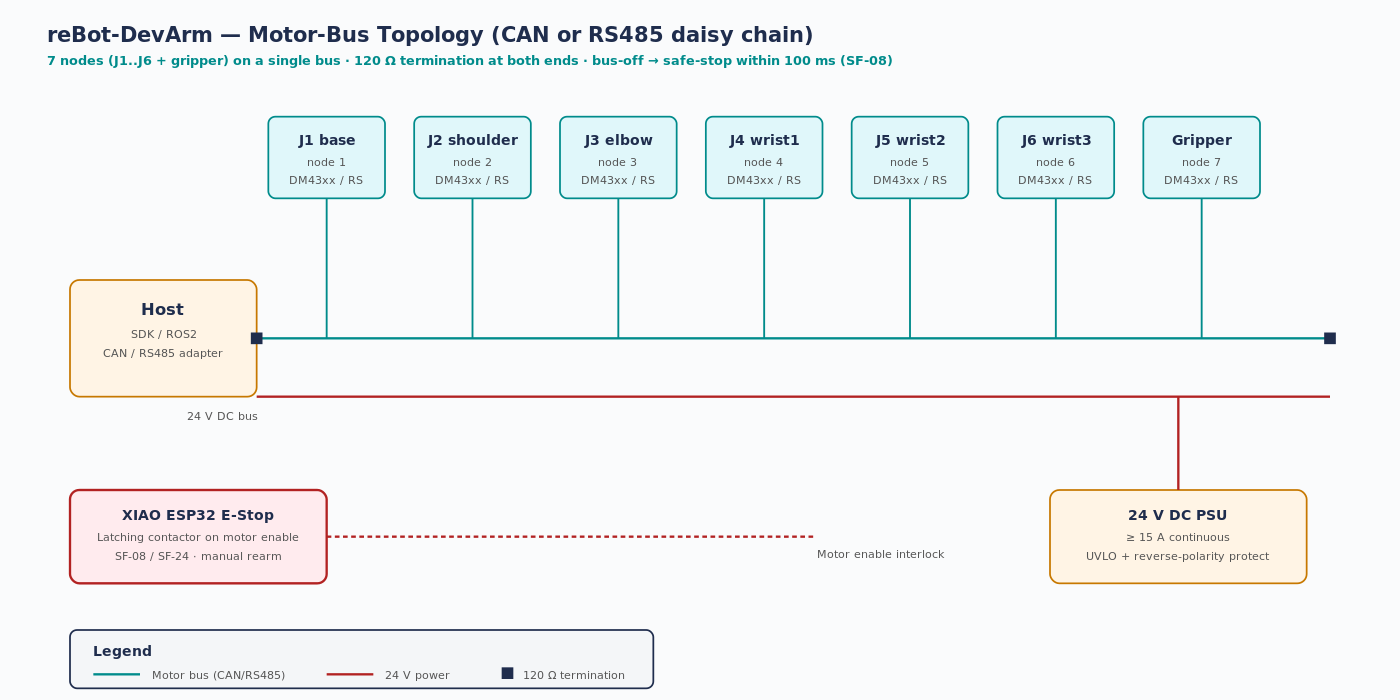 reBot-DevArm — Motor-Bus Topology (CAN or RS485 daisy chain)
7 nodes (J1..J6 + gripper) on a single bus · 120 Ω termination at both ends · bus-off → safe-stop within 100 ms (SF-08)
J1 base
node 1
DM43xx / RS
J2 shoulder
node 2
DM43xx / RS
J3 elbow
node 3
DM43xx / RS
J4 wrist1
node 4
DM43xx / RS
J5 wrist2
node 5
DM43xx / RS
J6 wrist3
node 6
DM43xx / RS
Gripper
node 7
DM43xx / RS
Host
SDK / ROS2
CAN / RS485 adapter
24 V DC bus
XIAO ESP32 E-Stop
Latching contactor on motor enable
SF-08 / SF-24 · manual rearm
Motor enable interlock
24 V DC PSU
≥ 15 A continuous
UVLO + reverse-polarity protect
Legend
Motor bus (CAN/RS485)
24 V power
120 Ω termination